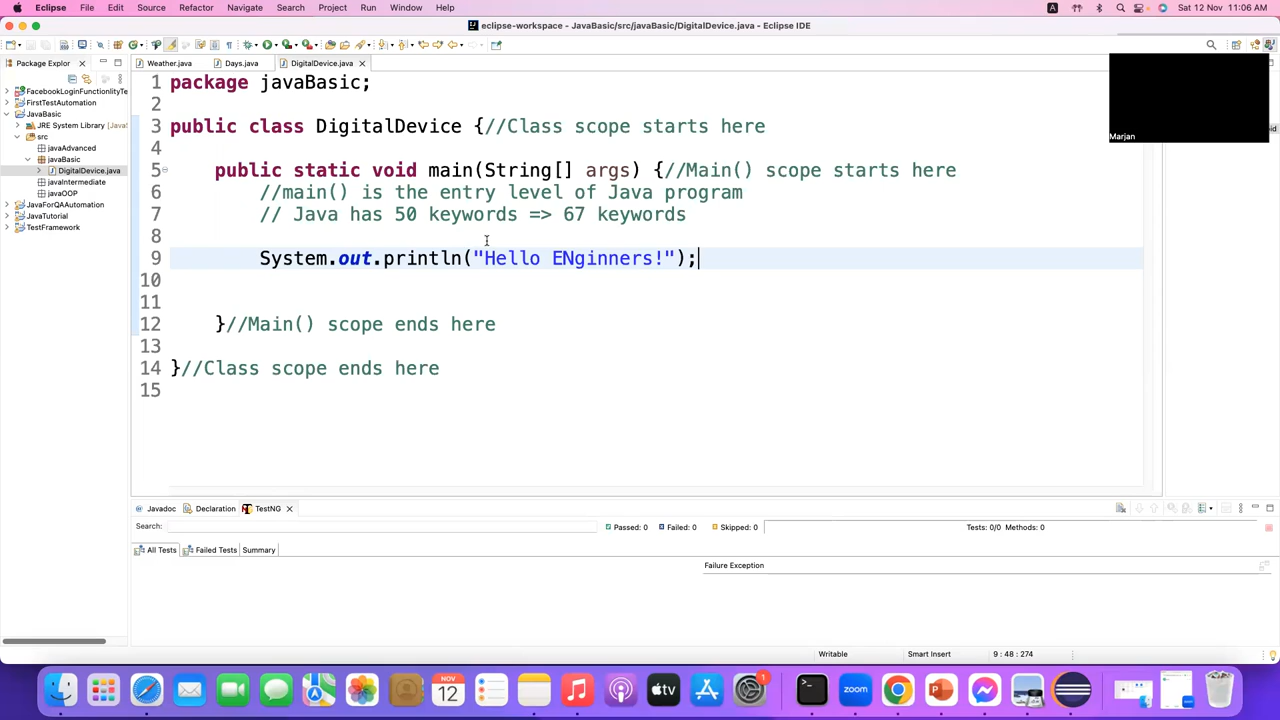 Eclipse File Edit Source Refactor Navigate Search Project Run Window Help Sat 12 Nov 11:06 AM
eclipse-workspace - JavaBasic/src/javaBasic/DigitalDevice.java - Eclipse IDE
Package Explorer
Weather.java Days.java DigitalDevice.java
FacebookLoginFunctionlityTe
FirstTestAutomation
JavaBasic
JRE System Library [Java
src
javaAdvanced
javaBasic
DigitalDevice.java
javaIntermediate
javaOOP
JavaForQAAutomation
JavaTutorial
TestFramework
1 package javaBasic;
2
3 public class DigitalDevice {//Class scope starts here
4
5 public static void main(String[] args) {//Main() scope starts here
6 //main() is the entry level of Java program
7 // Java has 50 keywords => 67 keywords
8
9 System.out.println("Hello ENginners!");
10
11
12 }//Main() scope ends here
13
14 }//Class scope ends here
15
Marjan
Javadoc Declaration TestNG
Search: Passed: 0 Failed: 0 Skipped: 0 Tests: 0/0 Methods: 0
All Tests Failed Tests Summary
Failure Exception
Writable Smart Insert 9 : 48 : 274
NOV
12
tv
zoom
1